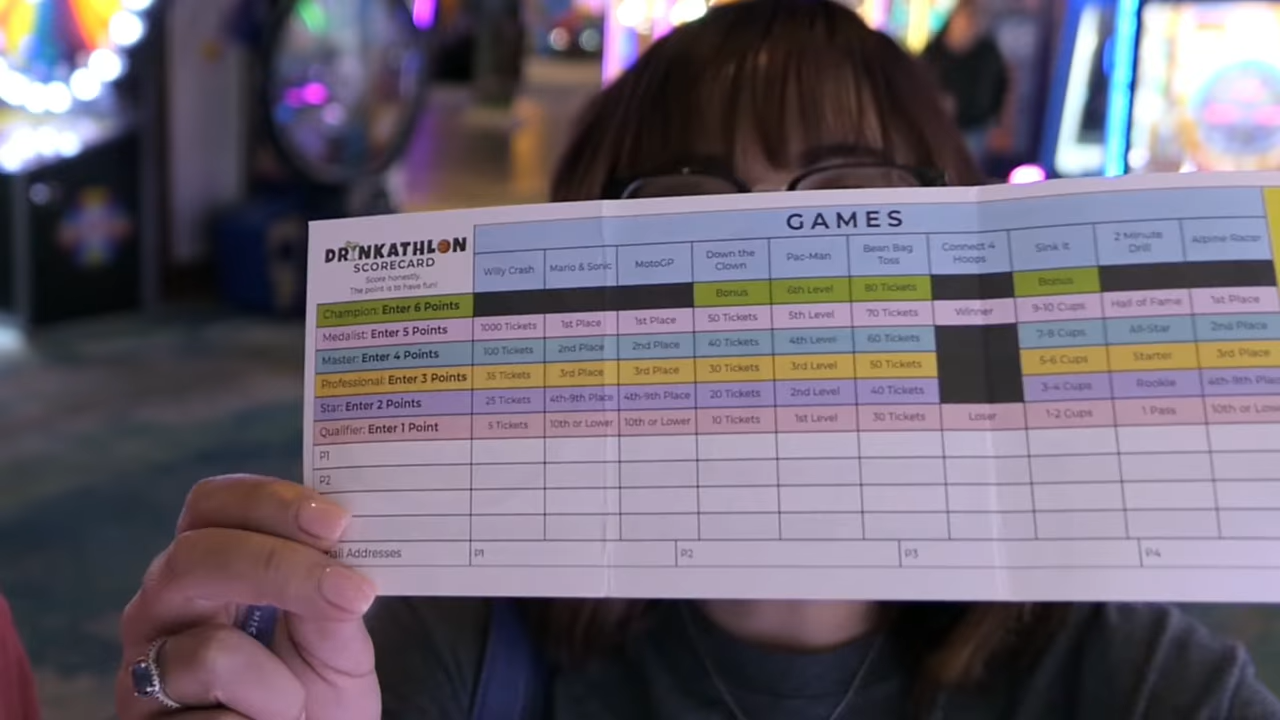 GAMES
DRINKATHLON
SCORECARD
Score honestly.
The point is to have fun!
Willy Crash Mario & Sonic MotoGP Down the Clown Pac-Man Bean Bag Toss Connect 4 Hoops Sink It 2 Minute Drill Alpine Racer
Champion: Enter 6 Points Bonus 6th Level 80 Tickets Bonus
Medalist: Enter 5 Points 1000 Tickets 1st Place 1st Place 50 Tickets 5th Level 70 Tickets Winner 9-10 Cups Hall of Fame 1st Place
Master: Enter 4 Points 100 Tickets 2nd Place 2nd Place 40 Tickets 4th Level 60 Tickets 7-8 Cups All-Star 2nd Place
Professional: Enter 3 Points 35 Tickets 3rd Place 3rd Place 30 Tickets 3rd Level 50 Tickets 5-6 Cups Starter 3rd Place
Star: Enter 2 Points 25 Tickets 4th-9th Place 4th-9th Place 20 Tickets 2nd Level 40 Tickets 3-4 Cups Rookie 4th-8th Plac
Qualifier: Enter 1 Point 5 Tickets 10th or Lower 10th or Lower 10 Tickets 1st Level 30 Tickets Loser 1-2 Cups 1 Pass 10th or Low
P1
P2
ail Addresses P1 P2 P3 P4